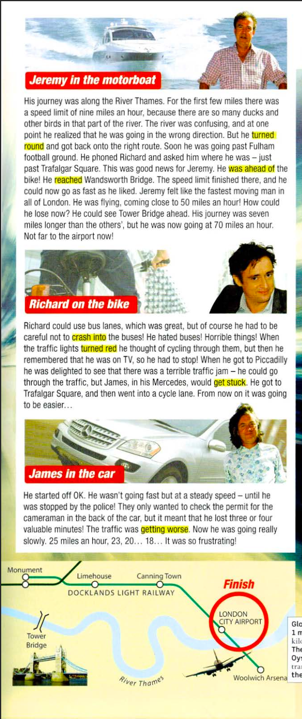 Jeremy in the motorboat
His journey was along the River Thames. For the first few miles there was
a speed limit of nine miles an hour, because there are so many ducks and
other birds in that part of the river. The river was confusing, and at one
point he realized that he was going in the wrong direction. But he turned
round and got back onto the right route. Soon he was going past Fulham
football ground. He phoned Richard and asked him where he was – just
past Trafalgar Square. This was good news for Jeremy. He was ahead of the
bike! He reached Wandsworth Bridge. The speed limit finished there, and he
could now go as fast as he liked. Jeremy felt like the fastest moving man in
all of London. He was flying, coming close to 50 miles an hour! How could
he lose now? He could see Tower Bridge ahead. His journey was seven
miles longer than the others', but he was now going at 70 miles an hour.
Not far to the airport now!
Richard on the bike
Richard could use bus lanes, which was great, but of course he had to be
careful not to crash into the buses! He hated buses! Horrible things! When
the traffic lights turned red he thought of cycling through them, but then he
remembered that he was on TV, so he had to stop! When he got to Piccadilly
he was delighted to see that there was a terrible traffic jam – he could go
through the traffic, but James, in his Mercedes, would get stuck. He got to
Trafalgar Square, and then went into a cycle lane. From now on it was going
to be easier...
James in the car
He started off OK. He wasn't going fast but at a steady speed – until he
was stopped by the police! They only wanted to check the permit for the
cameraman in the back of the car, but it meant that he lost three or four
valuable minutes! The traffic was getting worse. Now he was going really
slowly. 25 miles an hour, 23, 20... 18... It was so frustrating!
Monument
Limehouse
Canning Town
DOCKLANDS LIGHT RAILWAY
Finish
LONDON
CITY AIRPORT
Tower
Bridge
River Thames
Woolwich Arsena
Glo
1 m
kilo
The
Oys
tra
the